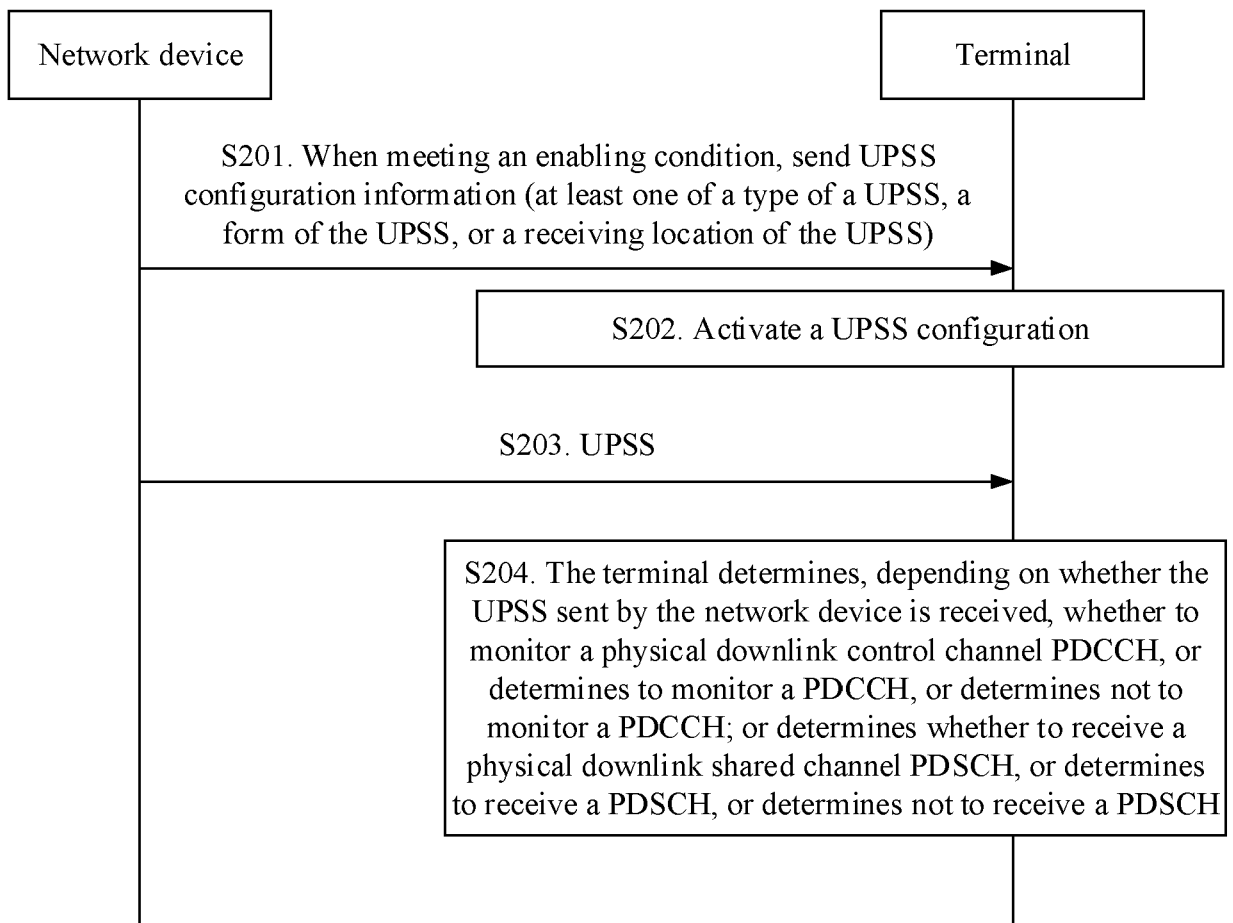 Network device
Terminal
S201. When meeting an enabling condition, send UPSS
configuration information (at least one of a type of a UPSS, a
form of the UPSS, or a receiving location of the UPSS)
S202. Activate a UPSS configuration
S203. UPSS
S204. The terminal determines, depending on whether the
UPSS sent by the network device is received, whether to
monitor a physical downlink control channel PDCCH, or
determines to monitor a PDCCH, or determines not to
monitor a PDCCH; or determines whether to receive a
physical downlink shared channel PDSCH, or determines
to receive a PDSCH, or determines not to receive a PDSCH